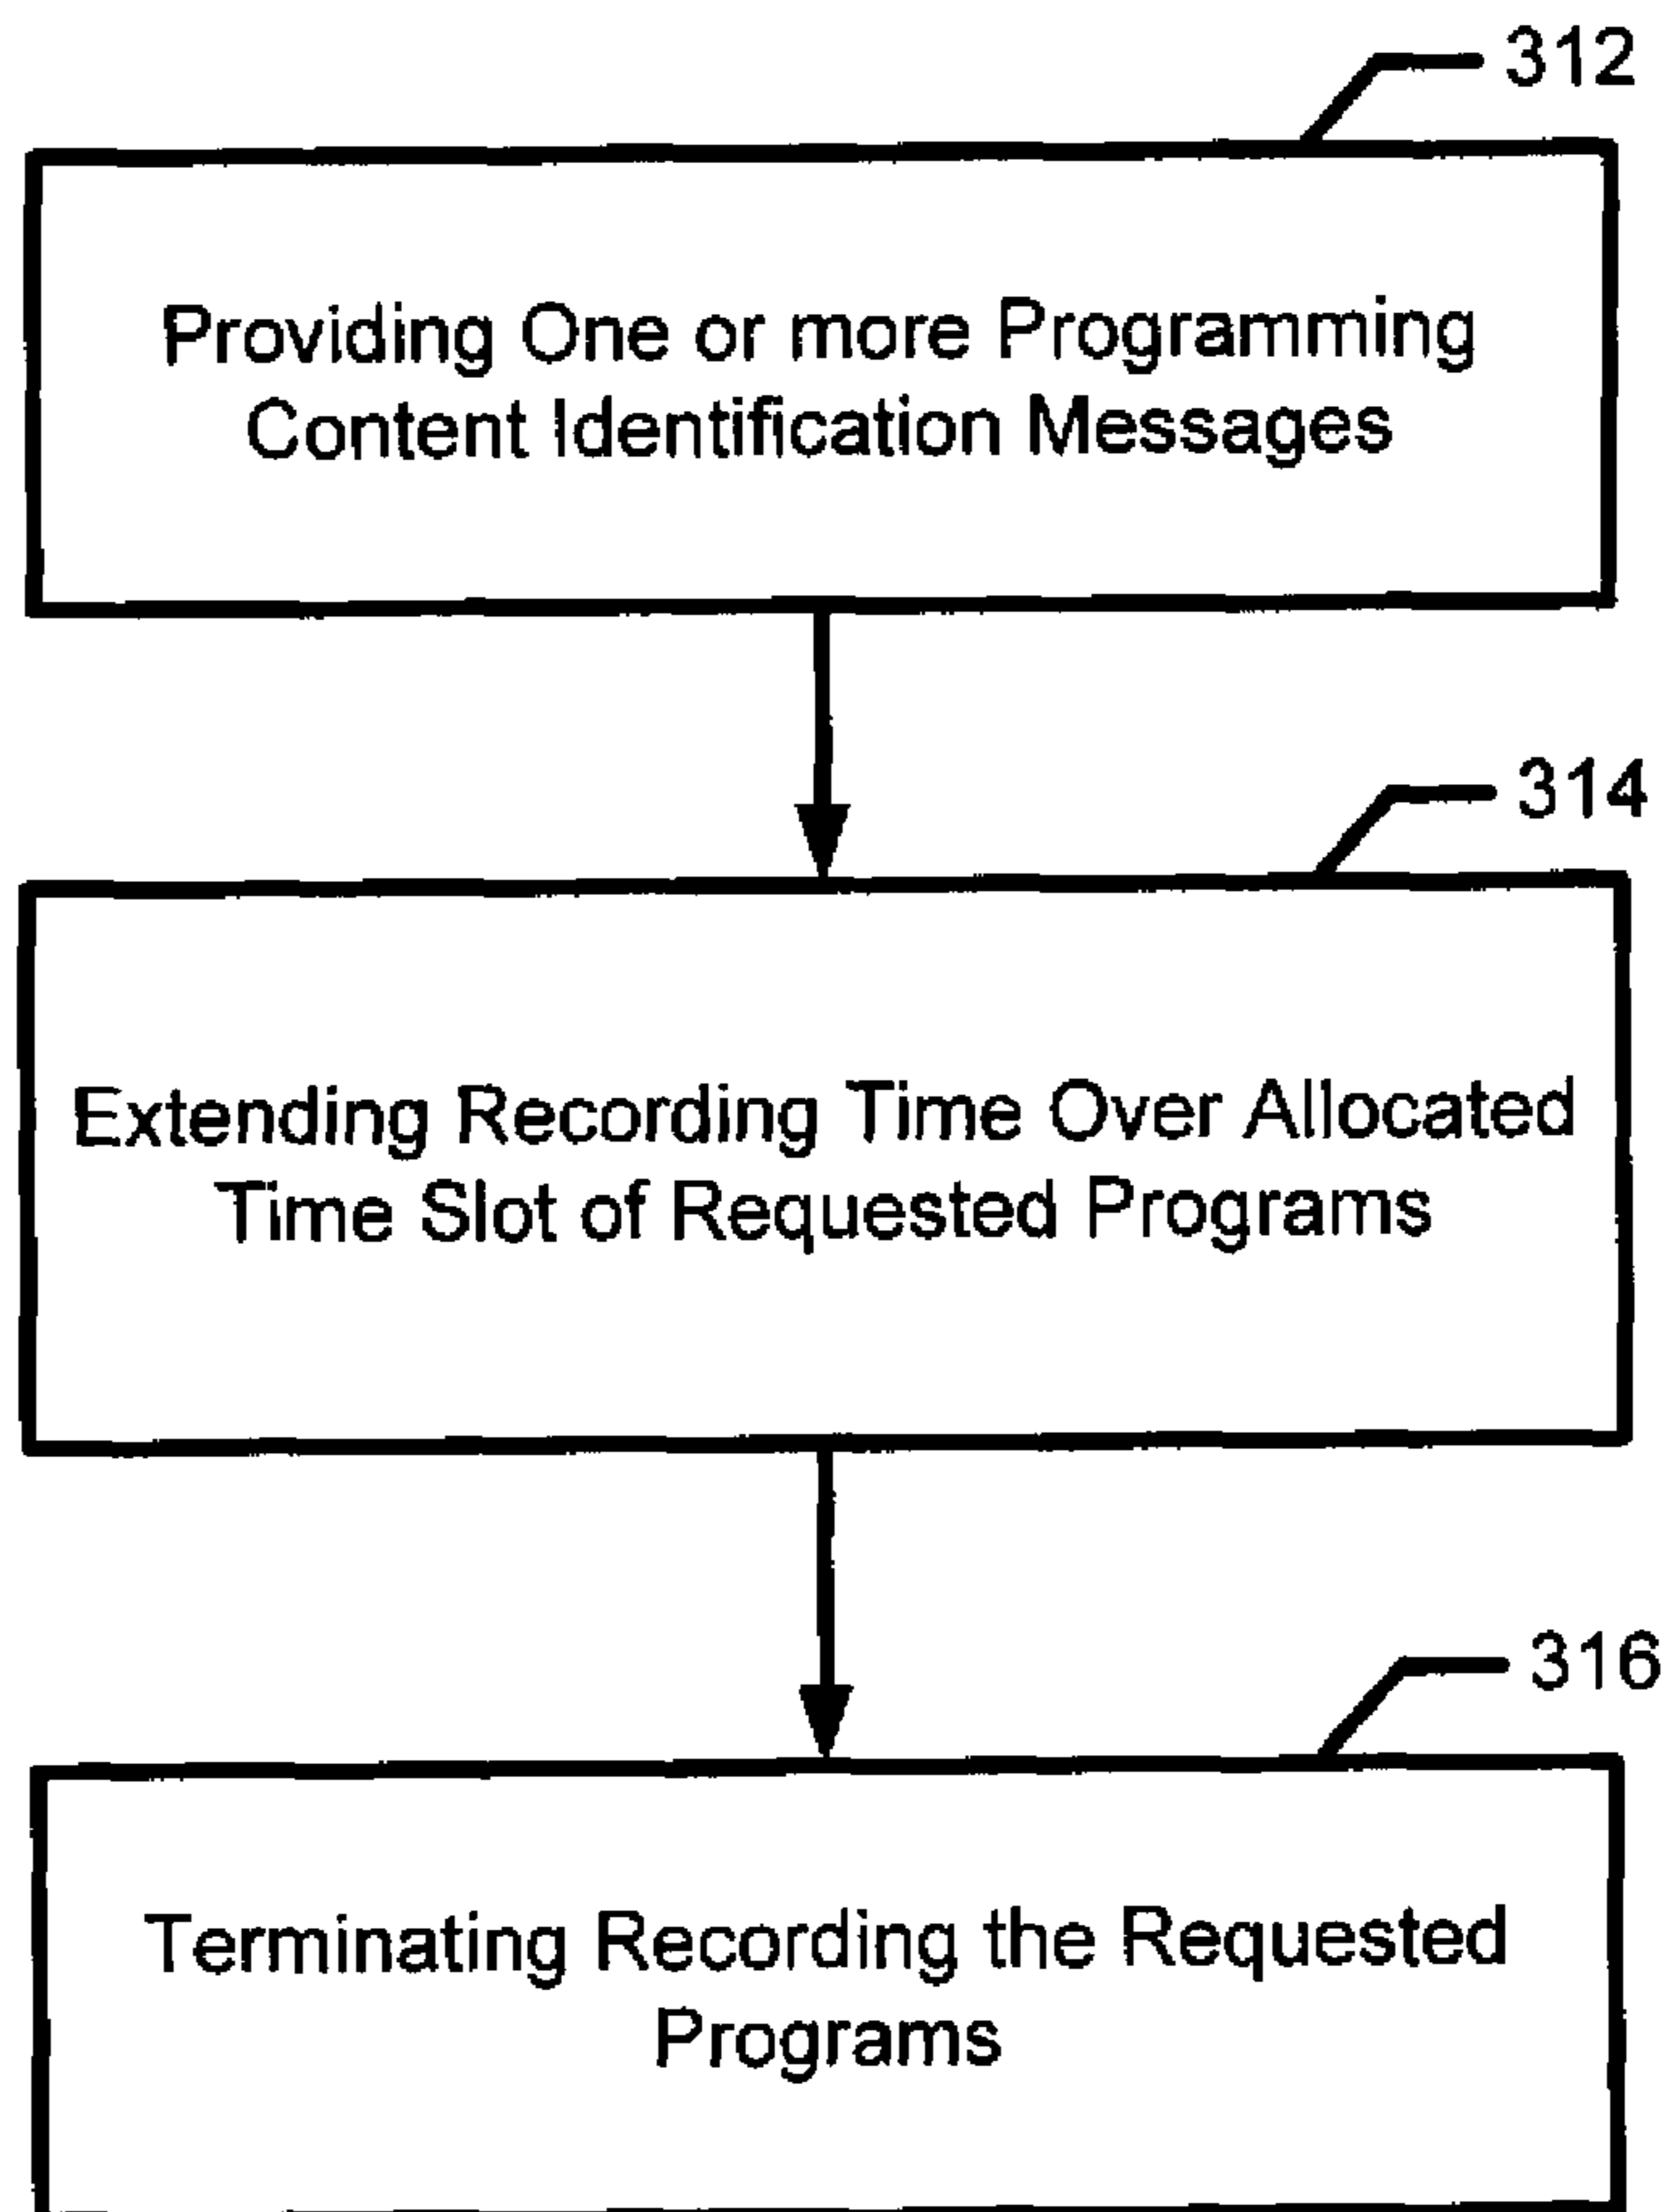 312
Providing One or more Programming
Content Identification Messages
314
Extending Recording Time Over Allocated
Time Slot of Requested Programs
316
Terminating Recording the Requested
Programs